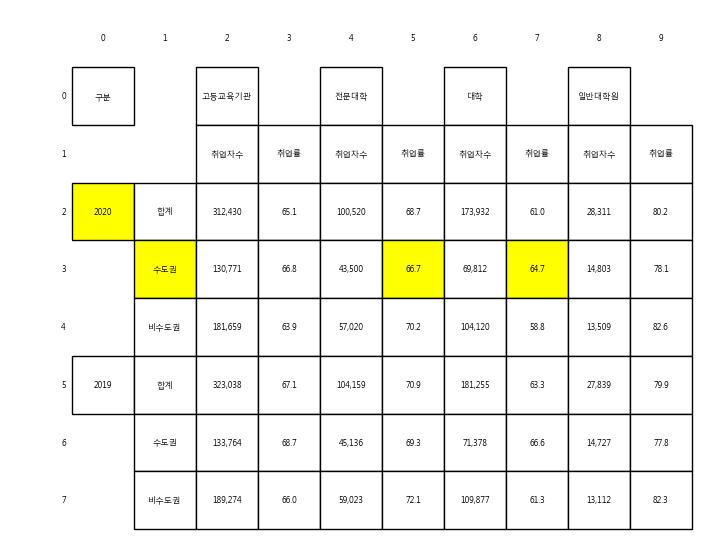 0 1 2 3 4 5 6 7 8 9
0 구분 고등교육기관 전문대학 대학 일반대학원
1 취업자수 취업률 취업자수 취업률 취업자수 취업률 취업자수 취업률
2 2020 합계 312,430 65.1 100,520 68.7 173,932 61.0 28,311 80.2
3 수도권 130,771 66.8 43,500 66.7 69,812 64.7 14,803 78.1
4 비수도권 181,659 63.9 57,020 70.2 104,120 58.8 13,509 82.6
5 2019 합계 323,038 67.1 104,159 70.9 181,255 63.3 27,839 79.9
6 수도권 133,764 68.7 45,136 69.3 71,378 66.6 14,727 77.8
7 비수도권 189,274 66.0 59,023 72.1 109,877 61.3 13,112 82.3